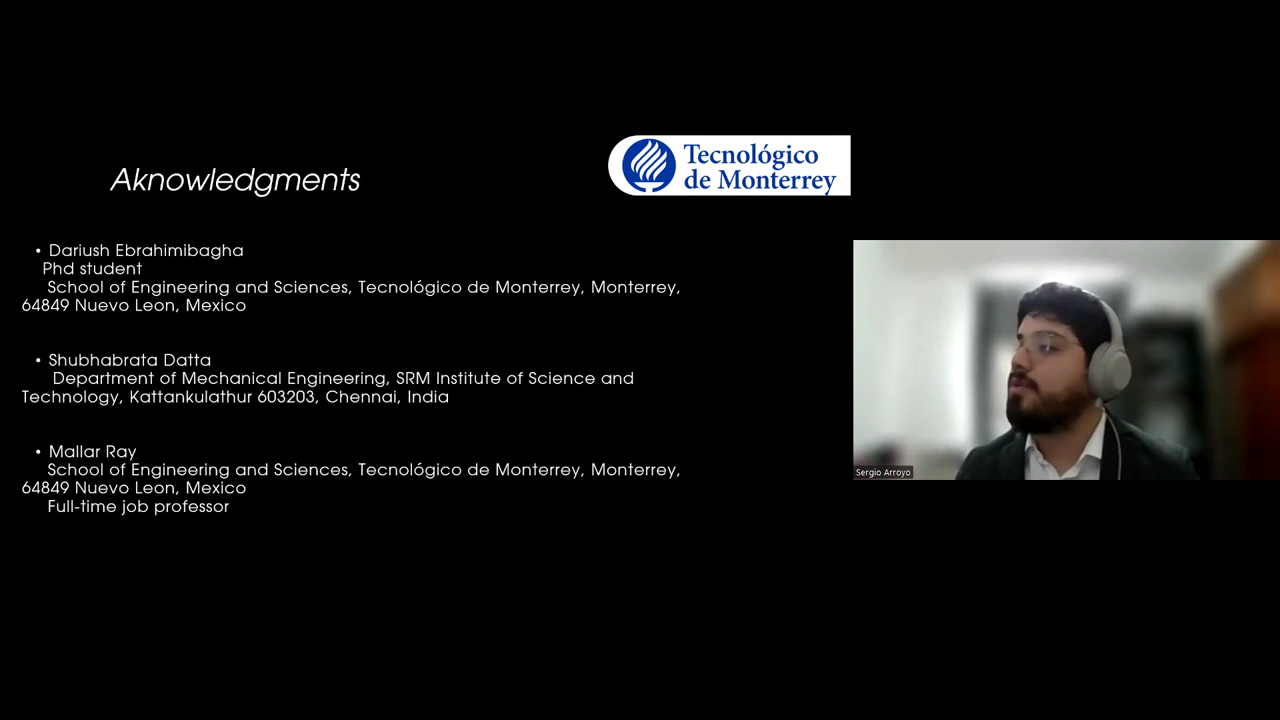 Aknowledgments
Tecnológico
de Monterrey
• Dariush Ebrahimibagha
Phd student
School of Engineering and Sciences, Tecnológico de Monterrey, Monterrey,
64849 Nuevo Leon, Mexico
• Shubhabrata Datta
Department of Mechanical Engineering, SRM Institute of Science and
Technology, Kattankulathur 603203, Chennai, India
• Mallar Ray
School of Engineering and Sciences, Tecnológico de Monterrey, Monterrey,
64849 Nuevo Leon, Mexico
Full-time job professor
Sergio Arroyo